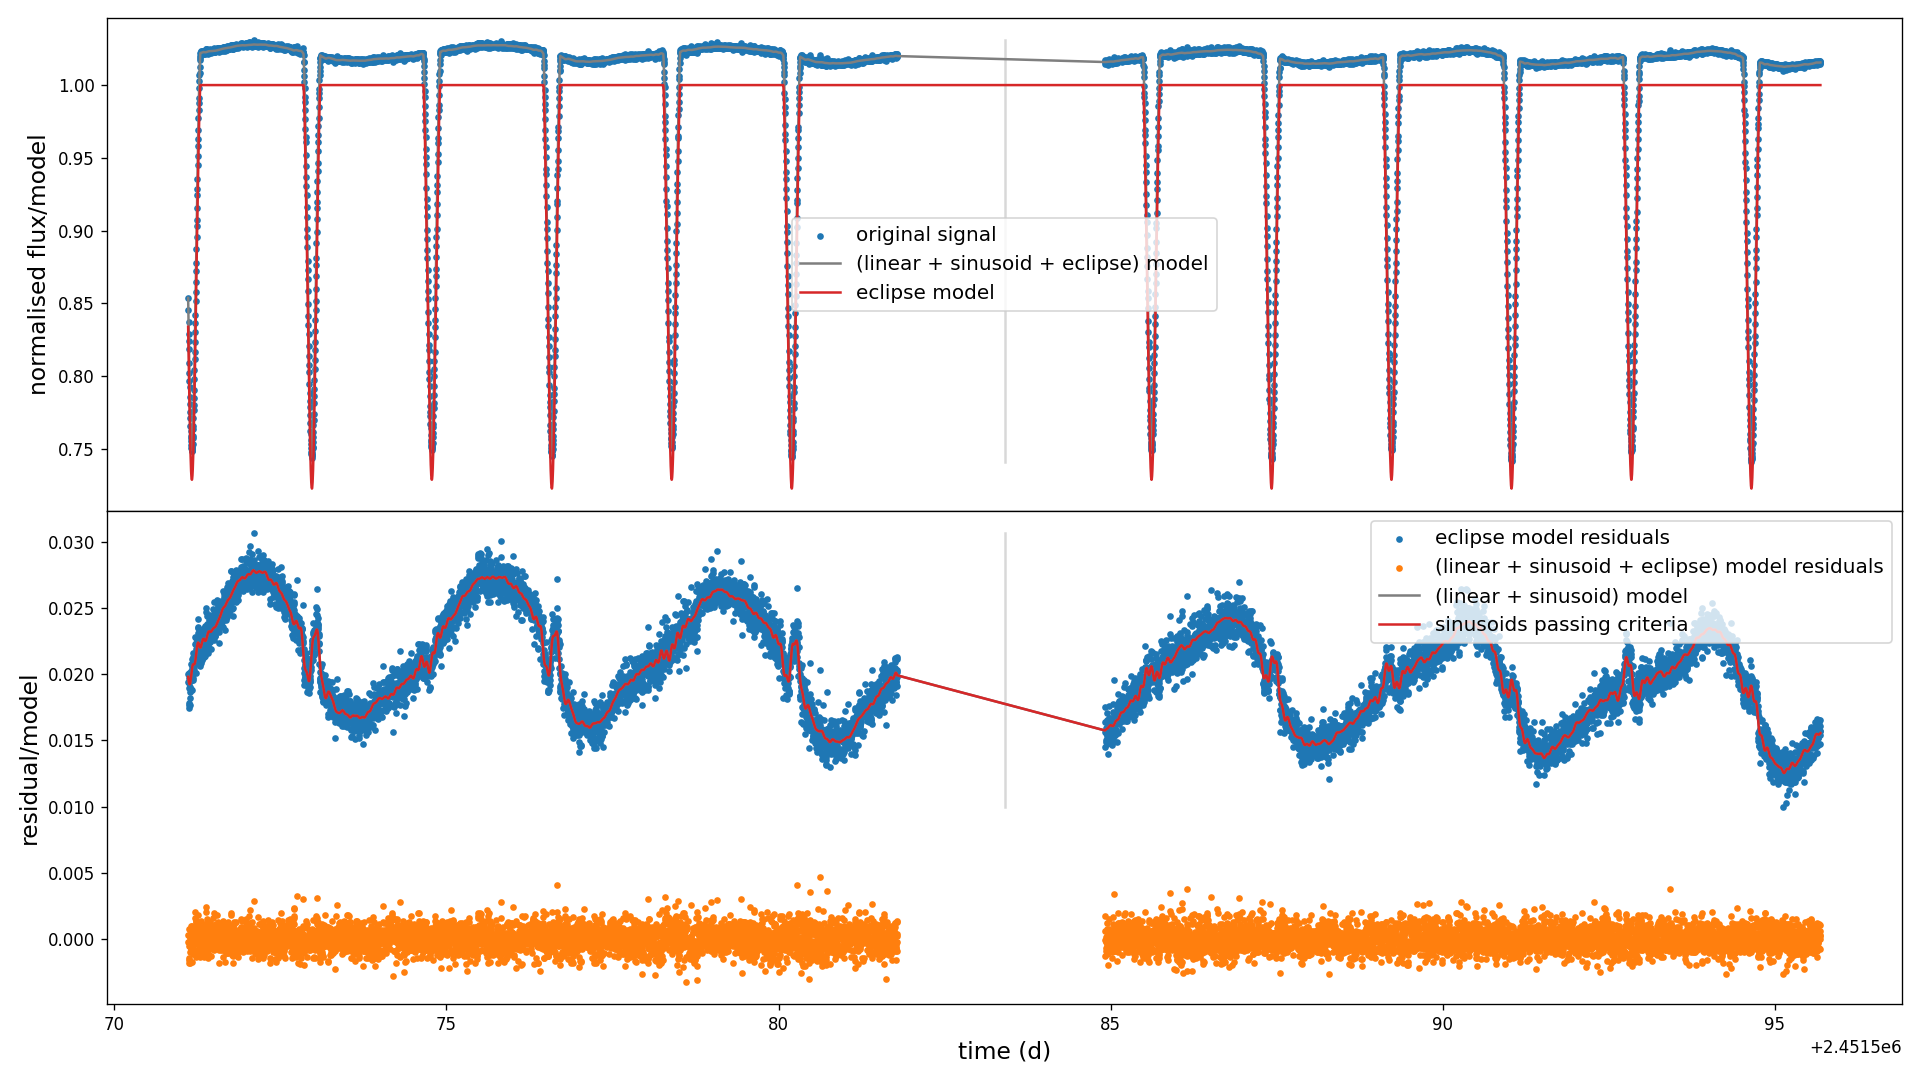 normalised flux/model
1.00
0.95
0.90
0.85
0.80
0.75
original signal
(linear + sinusoid + eclipse) model
eclipse model
residual/model
0.030
0.025
0.020
0.015
0.010
0.005
0.000
eclipse model residuals
(linear + sinusoid + eclipse) model residuals
(linear + sinusoid) model
sinusoids passing criteria
70 75 80 85 90 95
time (d)
+2.4515e6